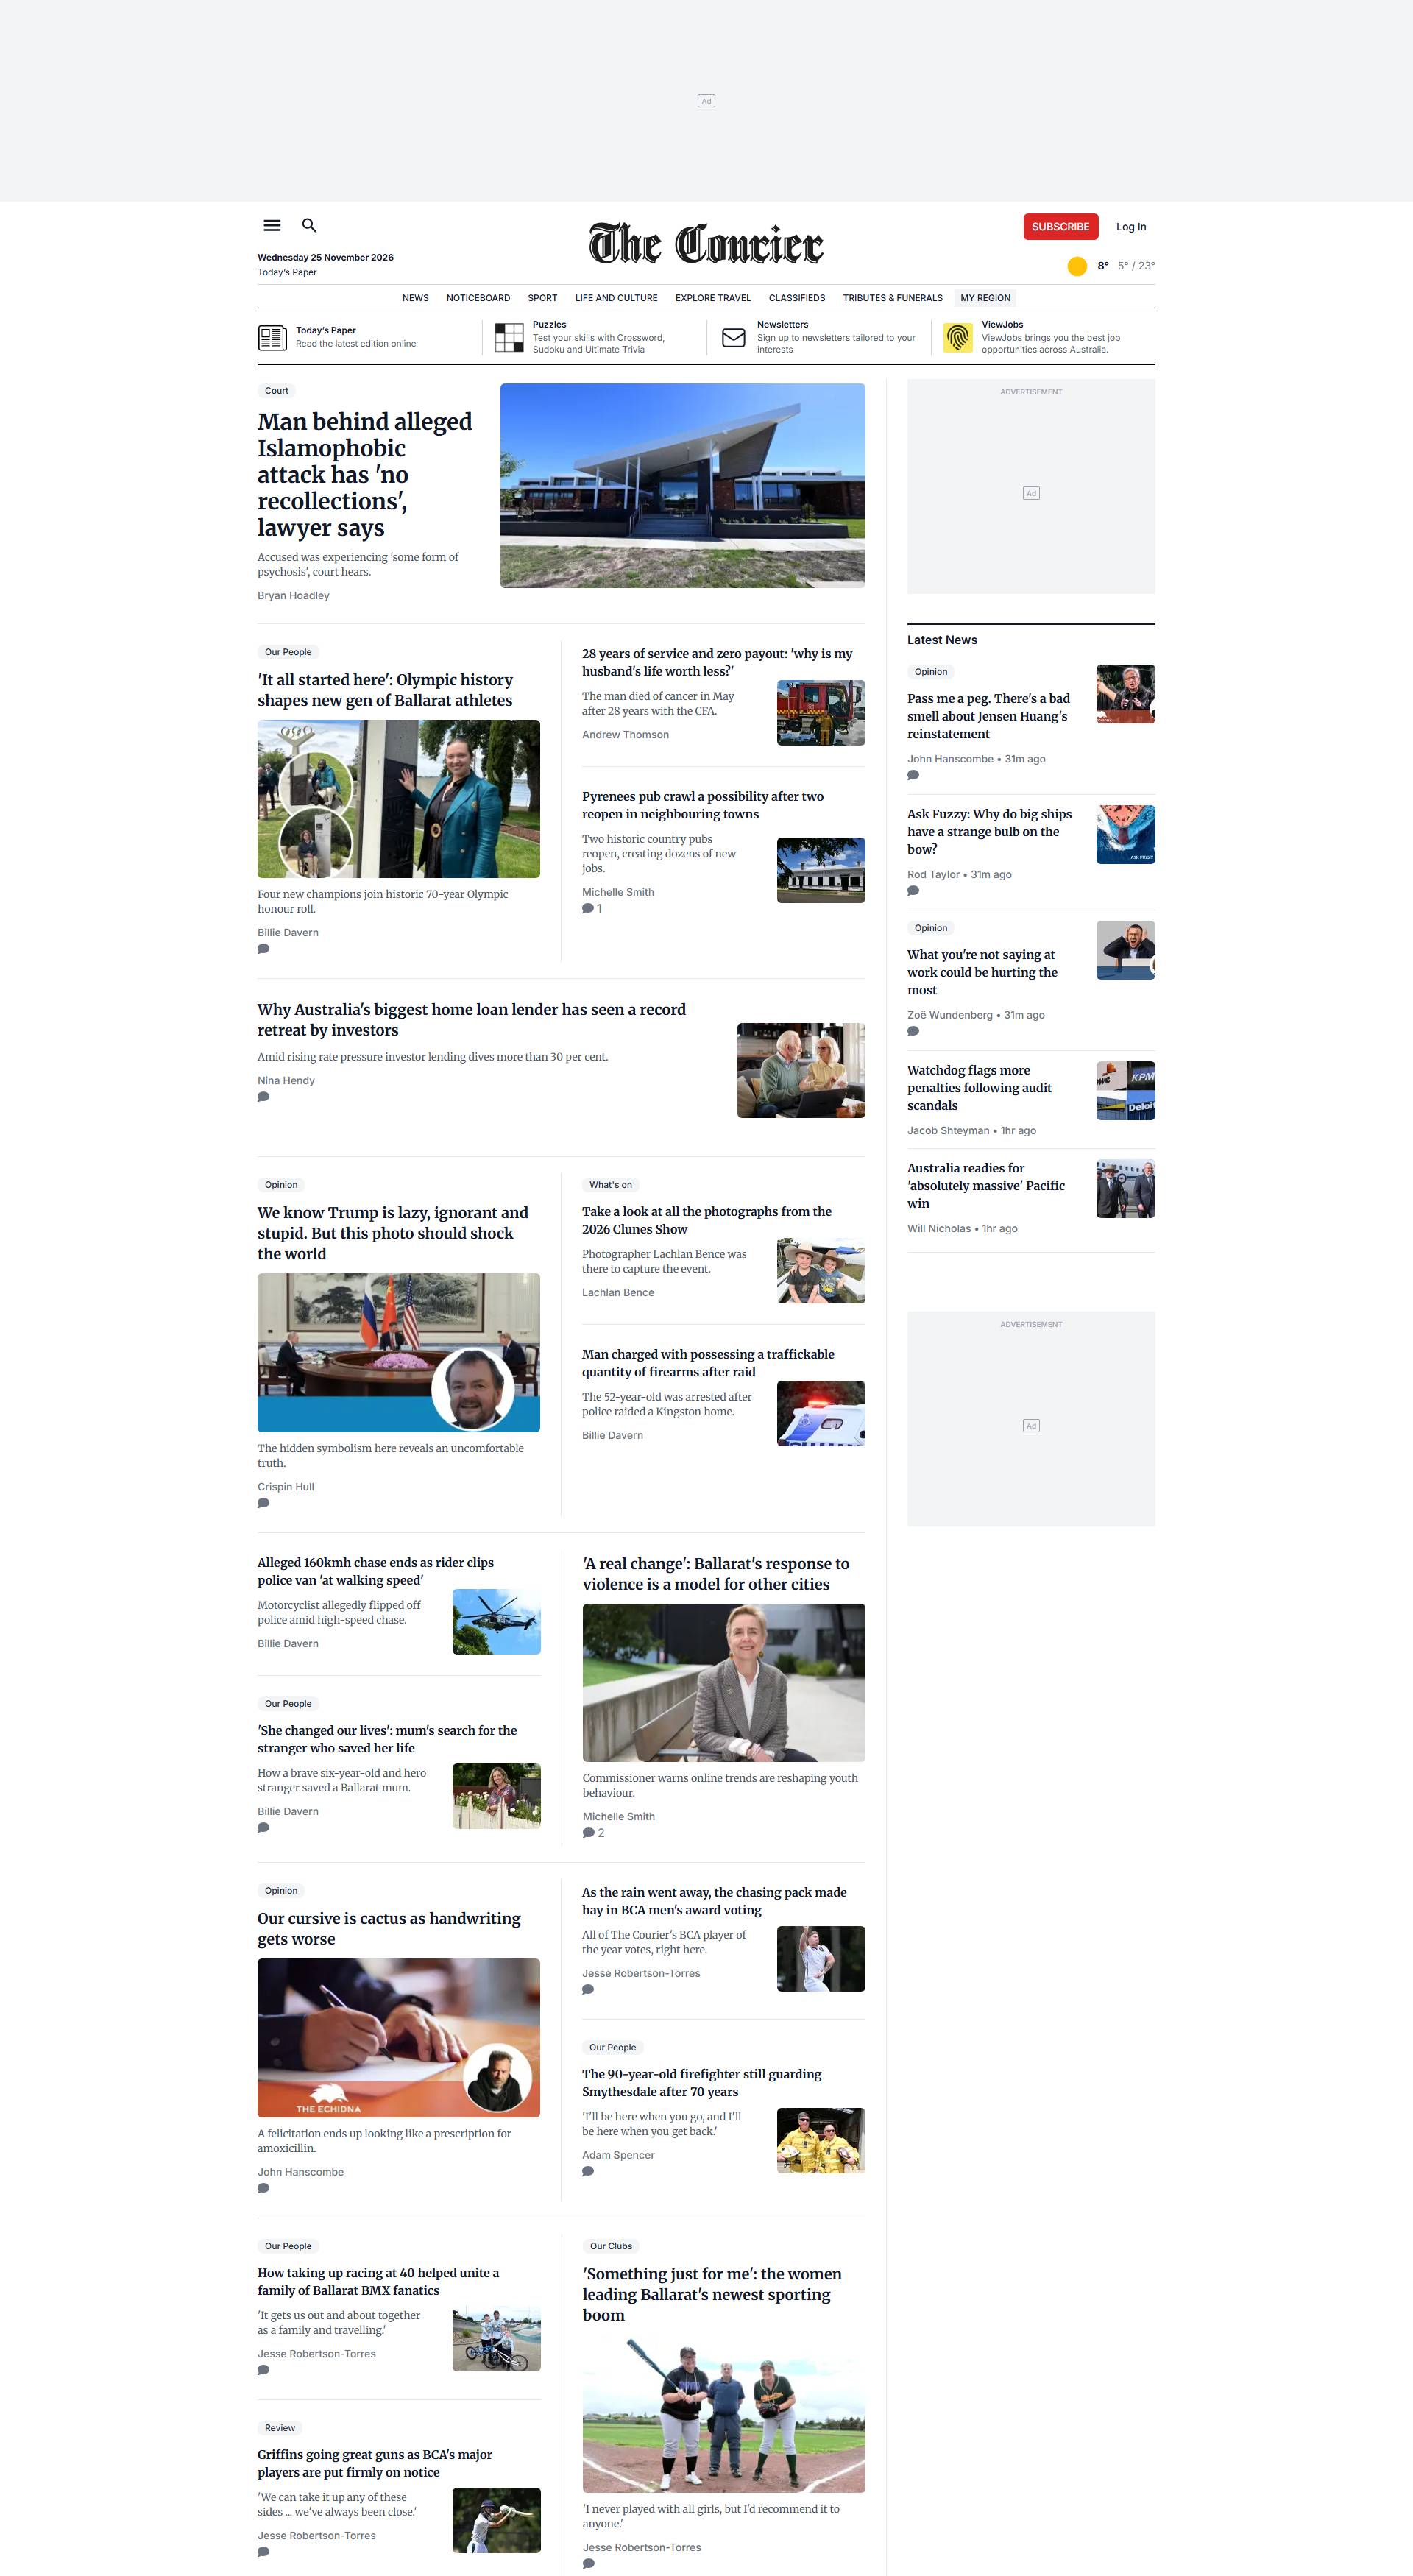 Ad
The Courier
SUBSCRIBE
Log In
Wednesday 25 November 2026
Today's Paper
8° 5° / 23°
NEWS NOTICEBOARD SPORT LIFE AND CULTURE EXPLORE TRAVEL CLASSIFIEDS TRIBUTES & FUNERALS MY REGION
Today's Paper
Read the latest edition online
Puzzles
Test your skills with Crossword,
Sudoku and Ultimate Trivia
Newsletters
Sign up to newsletters tailored to your
interests
ViewJobs
ViewJobs brings you the best job
opportunities across Australia.
Court
Man behind alleged
Islamophobic
attack has 'no
recollections',
lawyer says
Accused was experiencing 'some form of
psychosis', court hears.
Bryan Hoadley
Our People
'It all started here': Olympic history
shapes new gen of Ballarat athletes
Four new champions join historic 70-year Olympic
honour roll.
Billie Davern
28 years of service and zero payout: 'why is my
husband's life worth less?'
The man died of cancer in May
after 28 years with the CFA.
Andrew Thomson
Pyrenees pub crawl a possibility after two
reopen in neighbouring towns
Two historic country pubs
reopen, creating dozens of new
jobs.
Michelle Smith
1
Why Australia's biggest home loan lender has seen a record
retreat by investors
Amid rising rate pressure investor lending dives more than 30 per cent.
Nina Hendy
Opinion
We know Trump is lazy, ignorant and
stupid. But this photo should shock
the world
The hidden symbolism here reveals an uncomfortable
truth.
Crispin Hull
What's on
Take a look at all the photographs from the
2026 Clunes Show
Photographer Lachlan Bence was
there to capture the event.
Lachlan Bence
Man charged with possessing a traffickable
quantity of firearms after raid
The 52-year-old was arrested after
police raided a Kingston home.
Billie Davern
Alleged 160kmh chase ends as rider clips
police van 'at walking speed'
Motorcyclist allegedly flipped off
police amid high-speed chase.
Billie Davern
Our People
'She changed our lives': mum's search for the
stranger who saved her life
How a brave six-year-old and hero
stranger saved a Ballarat mum.
Billie Davern
'A real change': Ballarat's response to
violence is a model for other cities
Commissioner warns online trends are reshaping youth
behaviour.
Michelle Smith
2
Opinion
Our cursive is cactus as handwriting
gets worse
THE ECHIDNA
A felicitation ends up looking like a prescription for
amoxicillin.
John Hanscombe
As the rain went away, the chasing pack made
hay in BCA men's award voting
All of The Courier's BCA player of
the year votes, right here.
Jesse Robertson-Torres
Our People
The 90-year-old firefighter still guarding
Smythesdale after 70 years
'I'll be here when you go, and I'll
be here when you get back.'
Adam Spencer
Our People
How taking up racing at 40 helped unite a
family of Ballarat BMX fanatics
'It gets us out and about together
as a family and travelling.'
Jesse Robertson-Torres
Review
Griffins going great guns as BCA's major
players are put firmly on notice
'We can take it up any of these
sides ... we've always been close.'
Jesse Robertson-Torres
Our Clubs
'Something just for me': the women
leading Ballarat's newest sporting
boom
'I never played with all girls, but I'd recommend it to
anyone.'
Jesse Robertson-Torres
ADVERTISEMENT
Ad
Latest News
Opinion
Pass me a peg. There's a bad
smell about Jensen Huang's
reinstatement
John Hanscombe • 31m ago
Ask Fuzzy: Why do big ships
have a strange bulb on the
bow?
ASK FUZZY
Rod Taylor • 31m ago
Opinion
What you're not saying at
work could be hurting the
most
Zoë Wundenberg • 31m ago
Watchdog flags more
penalties following audit
scandals
pwc
KPM
Deloit
Jacob Shteyman • 1hr ago
Australia readies for
'absolutely massive' Pacific
win
Will Nicholas • 1hr ago
ADVERTISEMENT
Ad